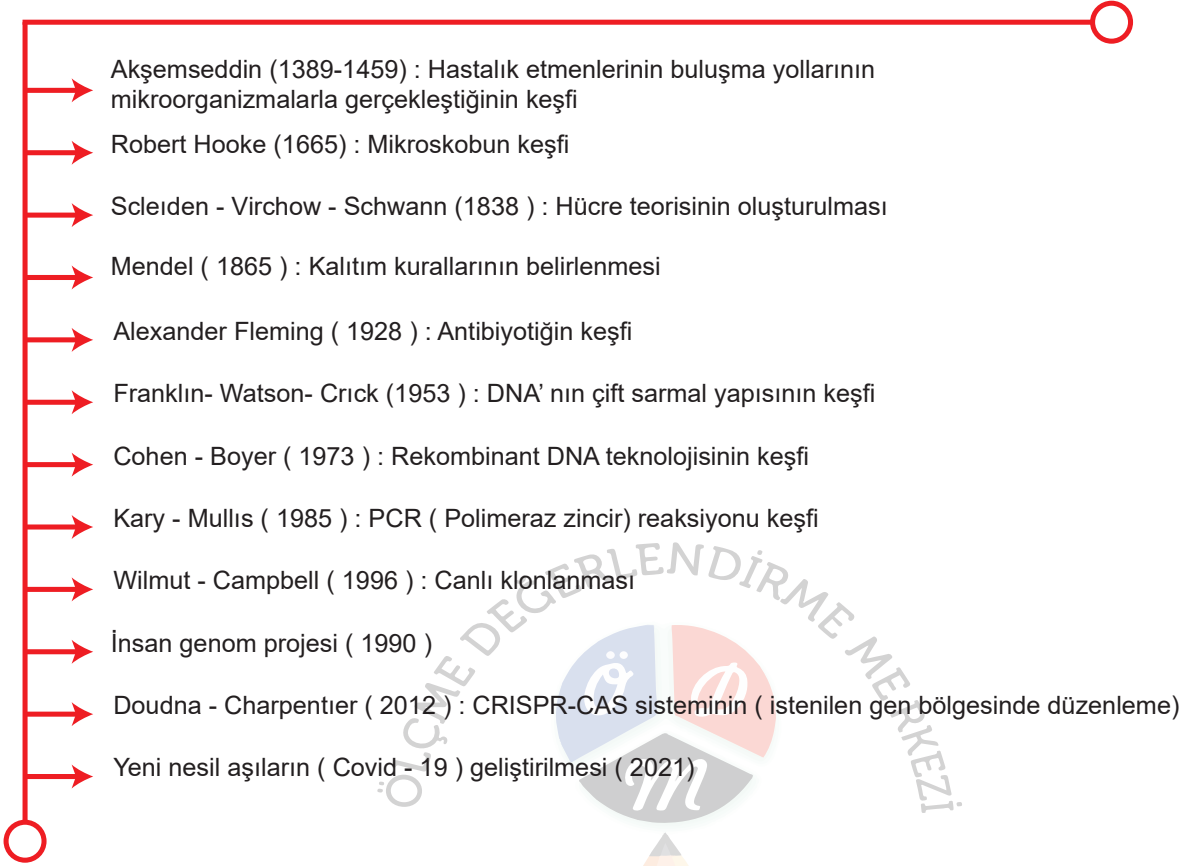 Akşemseddin (1389-1459) : Hastalık etmenlerinin buluşma yollarının
mikroorganizmalarla gerçekleştiğinin keşfi
Robert Hooke (1665) : Mikroskobun keşfi
Scleıden - Virchow - Schwann (1838 ) : Hücre teorisinin oluşturulması
Mendel ( 1865 ) : Kalıtım kurallarının belirlenmesi
Alexander Fleming ( 1928 ) : Antibiyotiğin keşfi
Franklın- Watson- Crıck (1953 ) : DNA’ nın çift sarmal yapısının keşfi
Cohen - Boyer ( 1973 ) : Rekombinant DNA teknolojisinin keşfi
Kary - Mullıs ( 1985 ) : PCR ( Polimeraz zincir) reaksiyonu keşfi
Wilmut - Campbell ( 1996 ) : Canlı klonlanması
İnsan genom projesi ( 1990 )
Doudna - Charpentıer ( 2012 ) : CRISPR-CAS sisteminin ( istenilen gen bölgesinde düzenleme)
Yeni nesil aşıların ( Covid - 19 ) geliştirilmesi ( 2021)
ÖLÇME DEĞERLENDİRME MERKEZİ
Ö D M